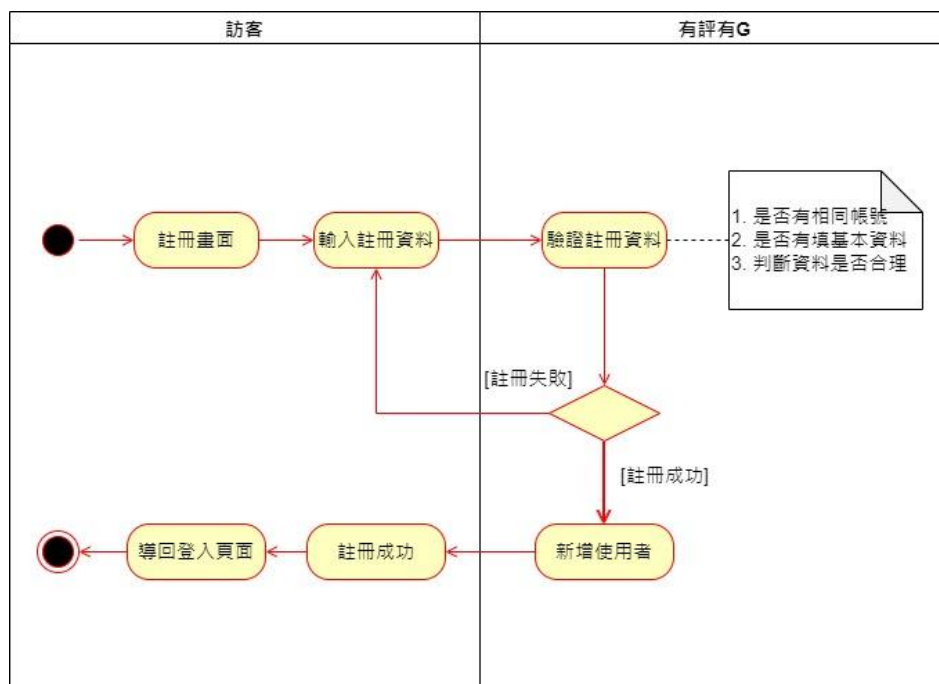 訪客
有評有G
註冊畫面
輸入註冊資料
驗證註冊資料
1. 是否有相同帳號
2. 是否有填基本資料
3. 判斷資料是否合理
[註冊失敗]
[註冊成功]
導回登入頁面
註冊成功
新增使用者